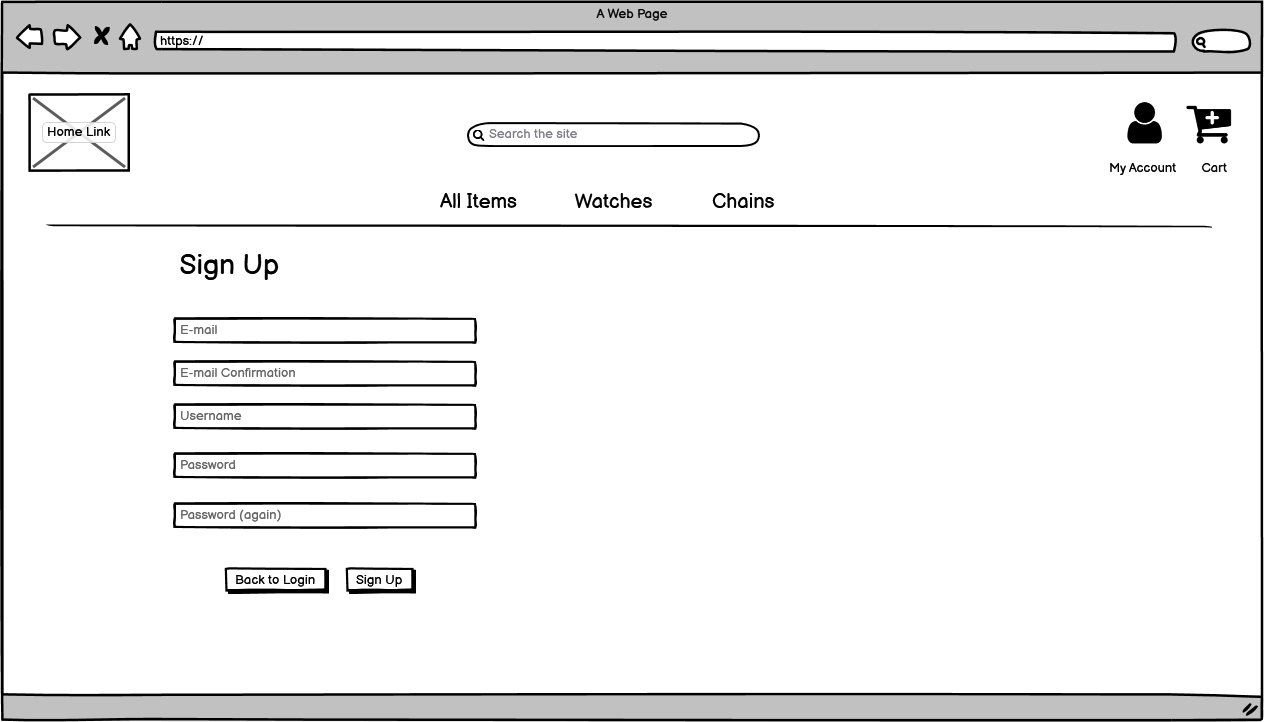 A Web Page
https://
Home Link
Search the site
My Account
Cart
All Items
Watches
Chains
Sign Up
E-mail
E-mail Confirmation
Username
Password
Password (again)
Back to Login
Sign Up